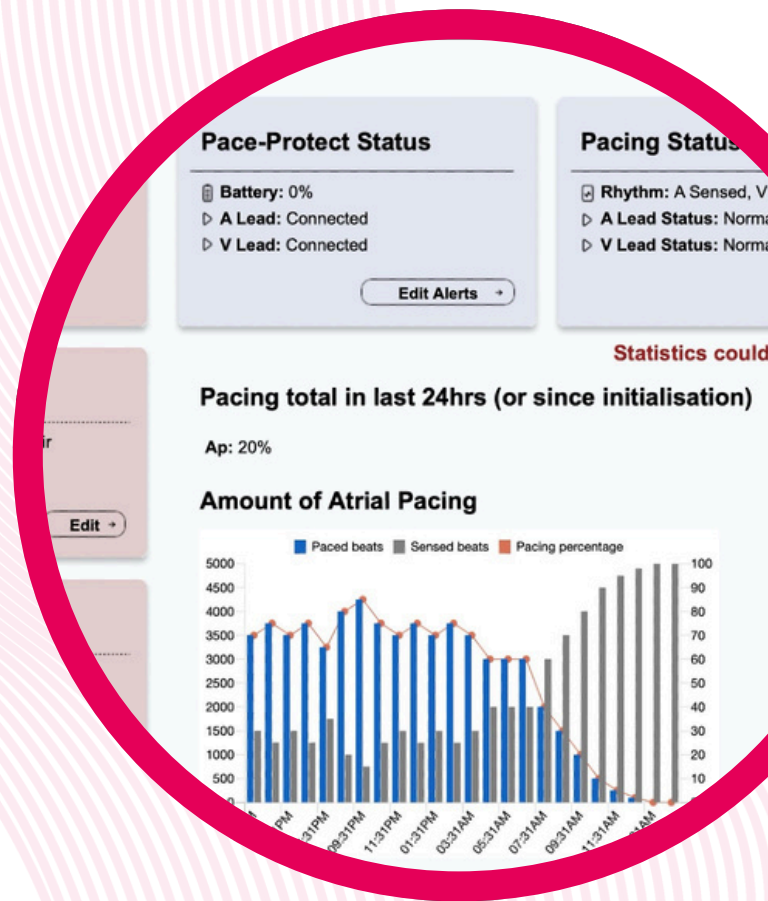 Pace-Protect Status
Battery: 0%
A Lead: Connected
V Lead: Connected
Edit Alerts
Pacing Status
Rhythm: A Sensed, V
A Lead Status: Norma
V Lead Status: Norma
Statistics could
Edit
Pacing total in last 24hrs (or since initialisation)
Ap: 20%
Amount of Atrial Pacing
Paced beats Sensed beats Pacing percentage
5000 100
4500 90
4000 80
3500 70
3000 60
2500 50
2000 40
1500 30
1000 20
500 10
09:31PM 11:31PM 01:31PM 03:31AM 05:31AM 07:31AM 09:31AM 11:31AM